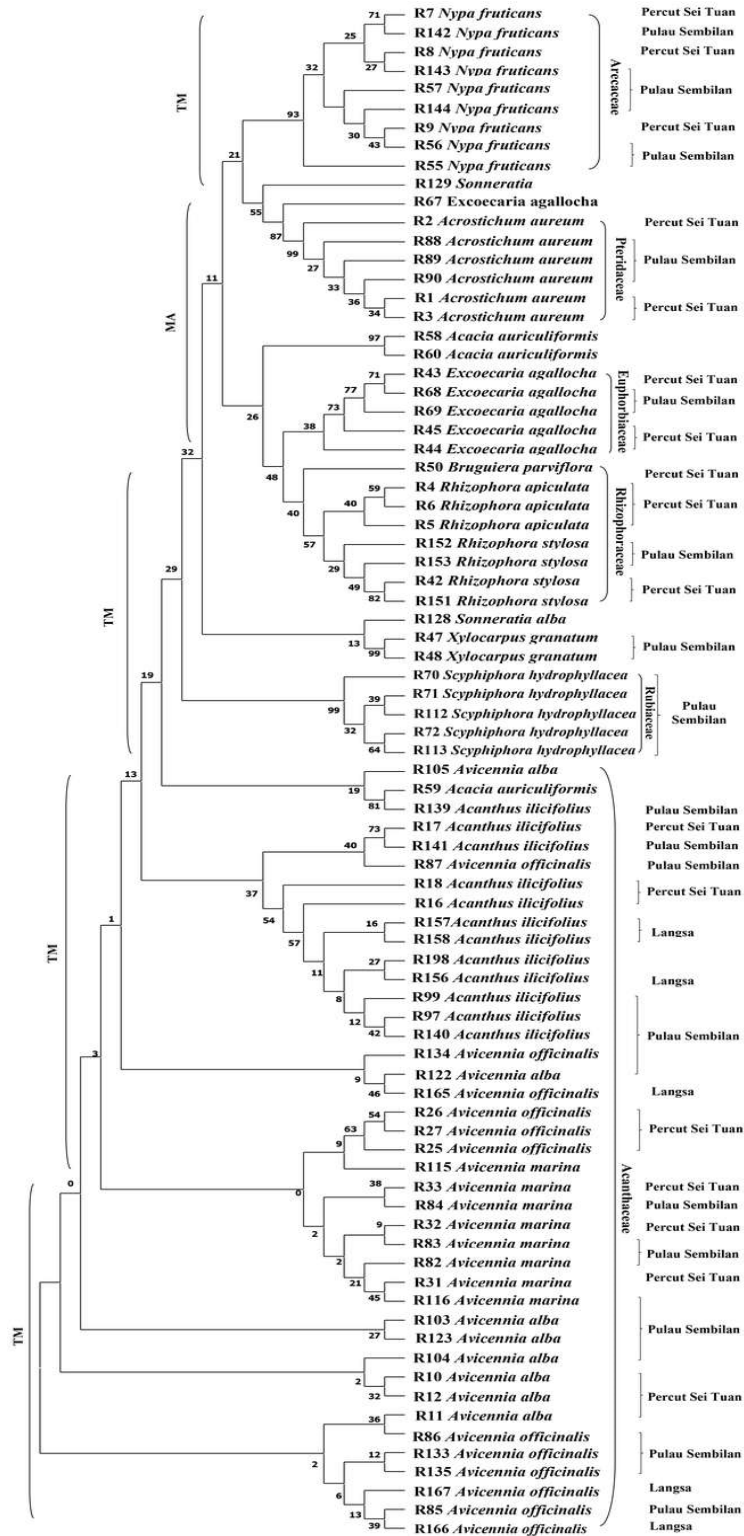 71 R7 Nypa fruticans Percut Sei Tuan
25 R142 Nypa fruticans Pulau Sembilan
R8 Nypa fruticans Percut Sei Tuan
32 27 R143 Nypa fruticans
R57 Nypa fruticans Pulau Sembilan
Arecaceae
TM
93 R144 Nypa fruticans
30 R9 Nypa fruticans Percut Sei Tuan
43 R56 Nypa fruticans Pulau Sembilan
21 R55 Nypa fruticans
R129 Sonneratia
55 R67 Excoecaria agallocha
87 R2 Acrostichum aureum Percut Sei Tuan
99 R88 Acrostichum aureum
27 R89 Acrostichum aureum Pulau Sembilan
Pteridaceae
11 33 R90 Acrostichum aureum
36 R1 Acrostichum aureum Percut Sei Tuan
34 R3 Acrostichum aureum
MA
97 R58 Acacia auriculiformis
R60 Acacia auriculiformis
71 R43 Excoecaria agallocha Percut Sei Tuan
77 R68 Excoecaria agallocha Pulau Sembilan
26 73 R69 Excoecaria agallocha
Euphorbiaceae
38 R45 Excoecaria agallocha Percut Sei Tuan
R44 Excoecaria agallocha
32 48 R50 Bruguiera parviflora Percut Sei Tuan
59 R4 Rhizophora apiculata
40 40 R6 Rhizophora apiculata Percut Sei Tuan
R5 Rhizophora apiculata
Rhizophoraceae
57 R152 Rhizophora stylosa Pulau Sembilan
29 29 R153 Rhizophora stylosa
49 R42 Rhizophora stylosa Percut Sei Tuan
82 R151 Rhizophora stylosa
TM
R128 Sonneratia alba
13 R47 Xylocarpus granatum Pulau Sembilan
99 R48 Xylocarpus granatum
19 R70 Scyphiphora hydrophyllacea
39 R71 Scyphiphora hydrophyllacea
99 R112 Scyphiphora hydrophyllacea Pulau Sembilan
Rubiaceae
32 R72 Scyphiphora hydrophyllacea
64 R113 Scyphiphora hydrophyllacea
13 R105 Avicennia alba
19 R59 Acacia auriculiformis
81 R139 Acanthus ilicifolius Pulau Sembilan
73 R17 Acanthus ilicifolius Percut Sei Tuan
40 R141 Acanthus ilicifolius Pulau Sembilan
R87 Avicennia officinalis Pulau Sembilan
37 R18 Acanthus ilicifolius Percut Sei Tuan
54 R16 Acanthus ilicifolius
1 16 R157Acanthus ilicifolius Langsa
57 R158 Acanthus ilicifolius
TM
11 27 R198 Acanthus ilicifolius
R156 Acanthus ilicifolius Langsa
8 R99 Acanthus ilicifolius
12 R97 Acanthus ilicifolius Pulau Sembilan
42 R140 Acanthus ilicifolius
3 R134 Avicennia officinalis
9 R122 Avicennia alba
46 R165 Avicennia officinalis Langsa
54 R26 Avicennia officinalis
63 R27 Avicennia officinalis Percut Sei Tuan
9 R25 Avicennia officinalis
R115 Avicennia marina
Acanthaceae
0 0 38 R33 Avicennia marina Percut Sei Tuan
R84 Avicennia marina Pulau Sembilan
2 9 R32 Avicennia marina Percut Sei Tuan
R83 Avicennia marina Pulau Sembilan
2 R82 Avicennia marina
21 R31 Avicennia marina Percut Sei Tuan
45 R116 Avicennia marina
R103 Avicennia alba Pulau Sembilan
27 R123 Avicennia alba
TM
R104 Avicennia alba
2 R10 Avicennia alba
32 R12 Avicennia alba Percut Sei Tuan
36 R11 Avicennia alba
R86 Avicennia officinalis
2 12 R133 Avicennia officinalis Pulau Sembilan
R135 Avicennia officinalis
6 R167 Avicennia officinalis Langsa
13 R85 Avicennia officinalis Pulau Sembilan
39 R166 Avicennia officinalis Langsa